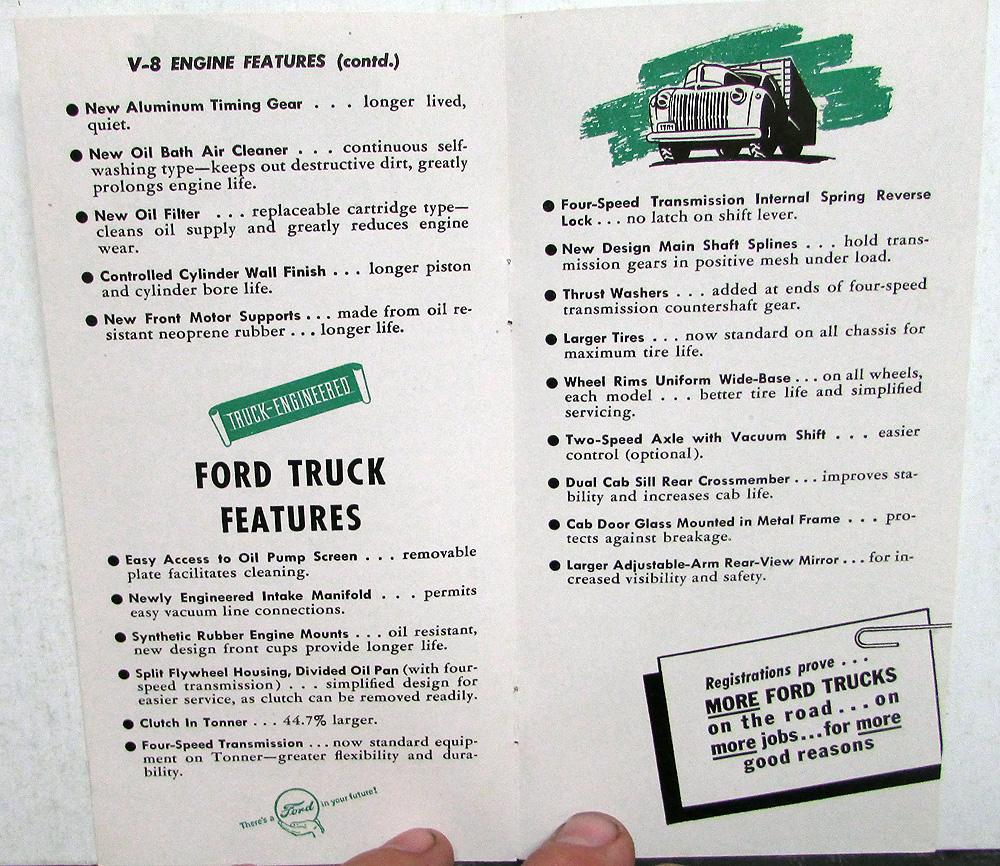 V-8 ENGINE FEATURES (contd.)
● New Aluminum Timing Gear . . . longer lived,
quiet.
● New Oil Bath Air Cleaner . . . continuous self-
washing type—keeps out destructive dirt, greatly
prolongs engine life.
● New Oil Filter . . . replaceable cartridge type—
cleans oil supply and greatly reduces engine
wear.
● Controlled Cylinder Wall Finish . . . longer piston
and cylinder bore life.
● New Front Motor Supports . . . made from oil re-
sistant neoprene rubber . . . longer life.
TRUCK-ENGINEERED
FORD TRUCK
FEATURES
● Easy Access to Oil Pump Screen . . . removable
plate facilitates cleaning.
● Newly Engineered Intake Manifold . . . permits
easy vacuum line connections.
● Synthetic Rubber Engine Mounts . . . oil resistant,
new design front cups provide longer life.
● Split Flywheel Housing, Divided Oil Pan (with four-
speed transmission) . . . simplified design for
easier service, as clutch can be removed readily.
● Clutch In Tonner . . . 44.7% larger.
● Four-Speed Transmission . . . now standard equip-
ment on Tonner—greater flexibility and dura-
bility.
There's a Ford in your future!
● Four-Speed Transmission Internal Spring Reverse
Lock . . . no latch on shift lever.
● New Design Main Shaft Splines . . . hold trans-
mission gears in positive mesh under load.
● Thrust Washers . . . added at ends of four-speed
transmission countershaft gear.
● Larger Tires . . . now standard on all chassis for
maximum tire life.
● Wheel Rims Uniform Wide-Base . . . on all wheels,
each model . . . better tire life and simplified
servicing.
● Two-Speed Axle with Vacuum Shift . . . easier
control (optional).
● Dual Cab Sill Rear Crossmember . . . improves sta-
bility and increases cab life.
● Cab Door Glass Mounted in Metal Frame . . . pro-
tects against breakage.
● Larger Adjustable-Arm Rear-View Mirror . . . for in-
creased visibility and safety.
Registrations prove . . .
MORE FORD TRUCKS
on the road . . . on
more jobs...for more
good reasons